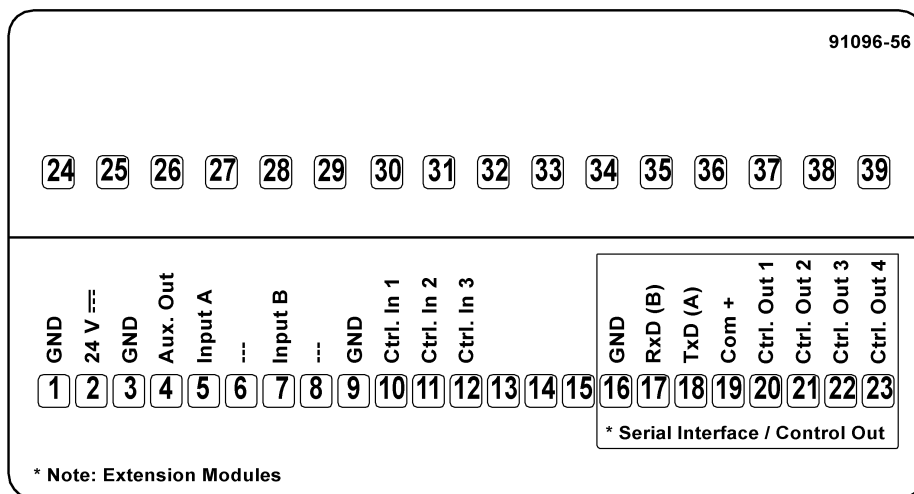 91096-56
24 25 26 27 28 29 30 31 32 33 34 35 36 37 38 39
GND
24 V ⎓
GND
Aux. Out
Input A
---
Input B
---
GND
Ctrl. In 1
Ctrl. In 2
Ctrl. In 3
GND
RxD (B)
TxD (A)
Com +
Ctrl. Out 1
Ctrl. Out 2
Ctrl. Out 3
Ctrl. Out 4
1 2 3 4 5 6 7 8 9 10 11 12 13 14 15 16 17 18 19 20 21 22 23
* Serial Interface / Control Out
* Note: Extension Modules